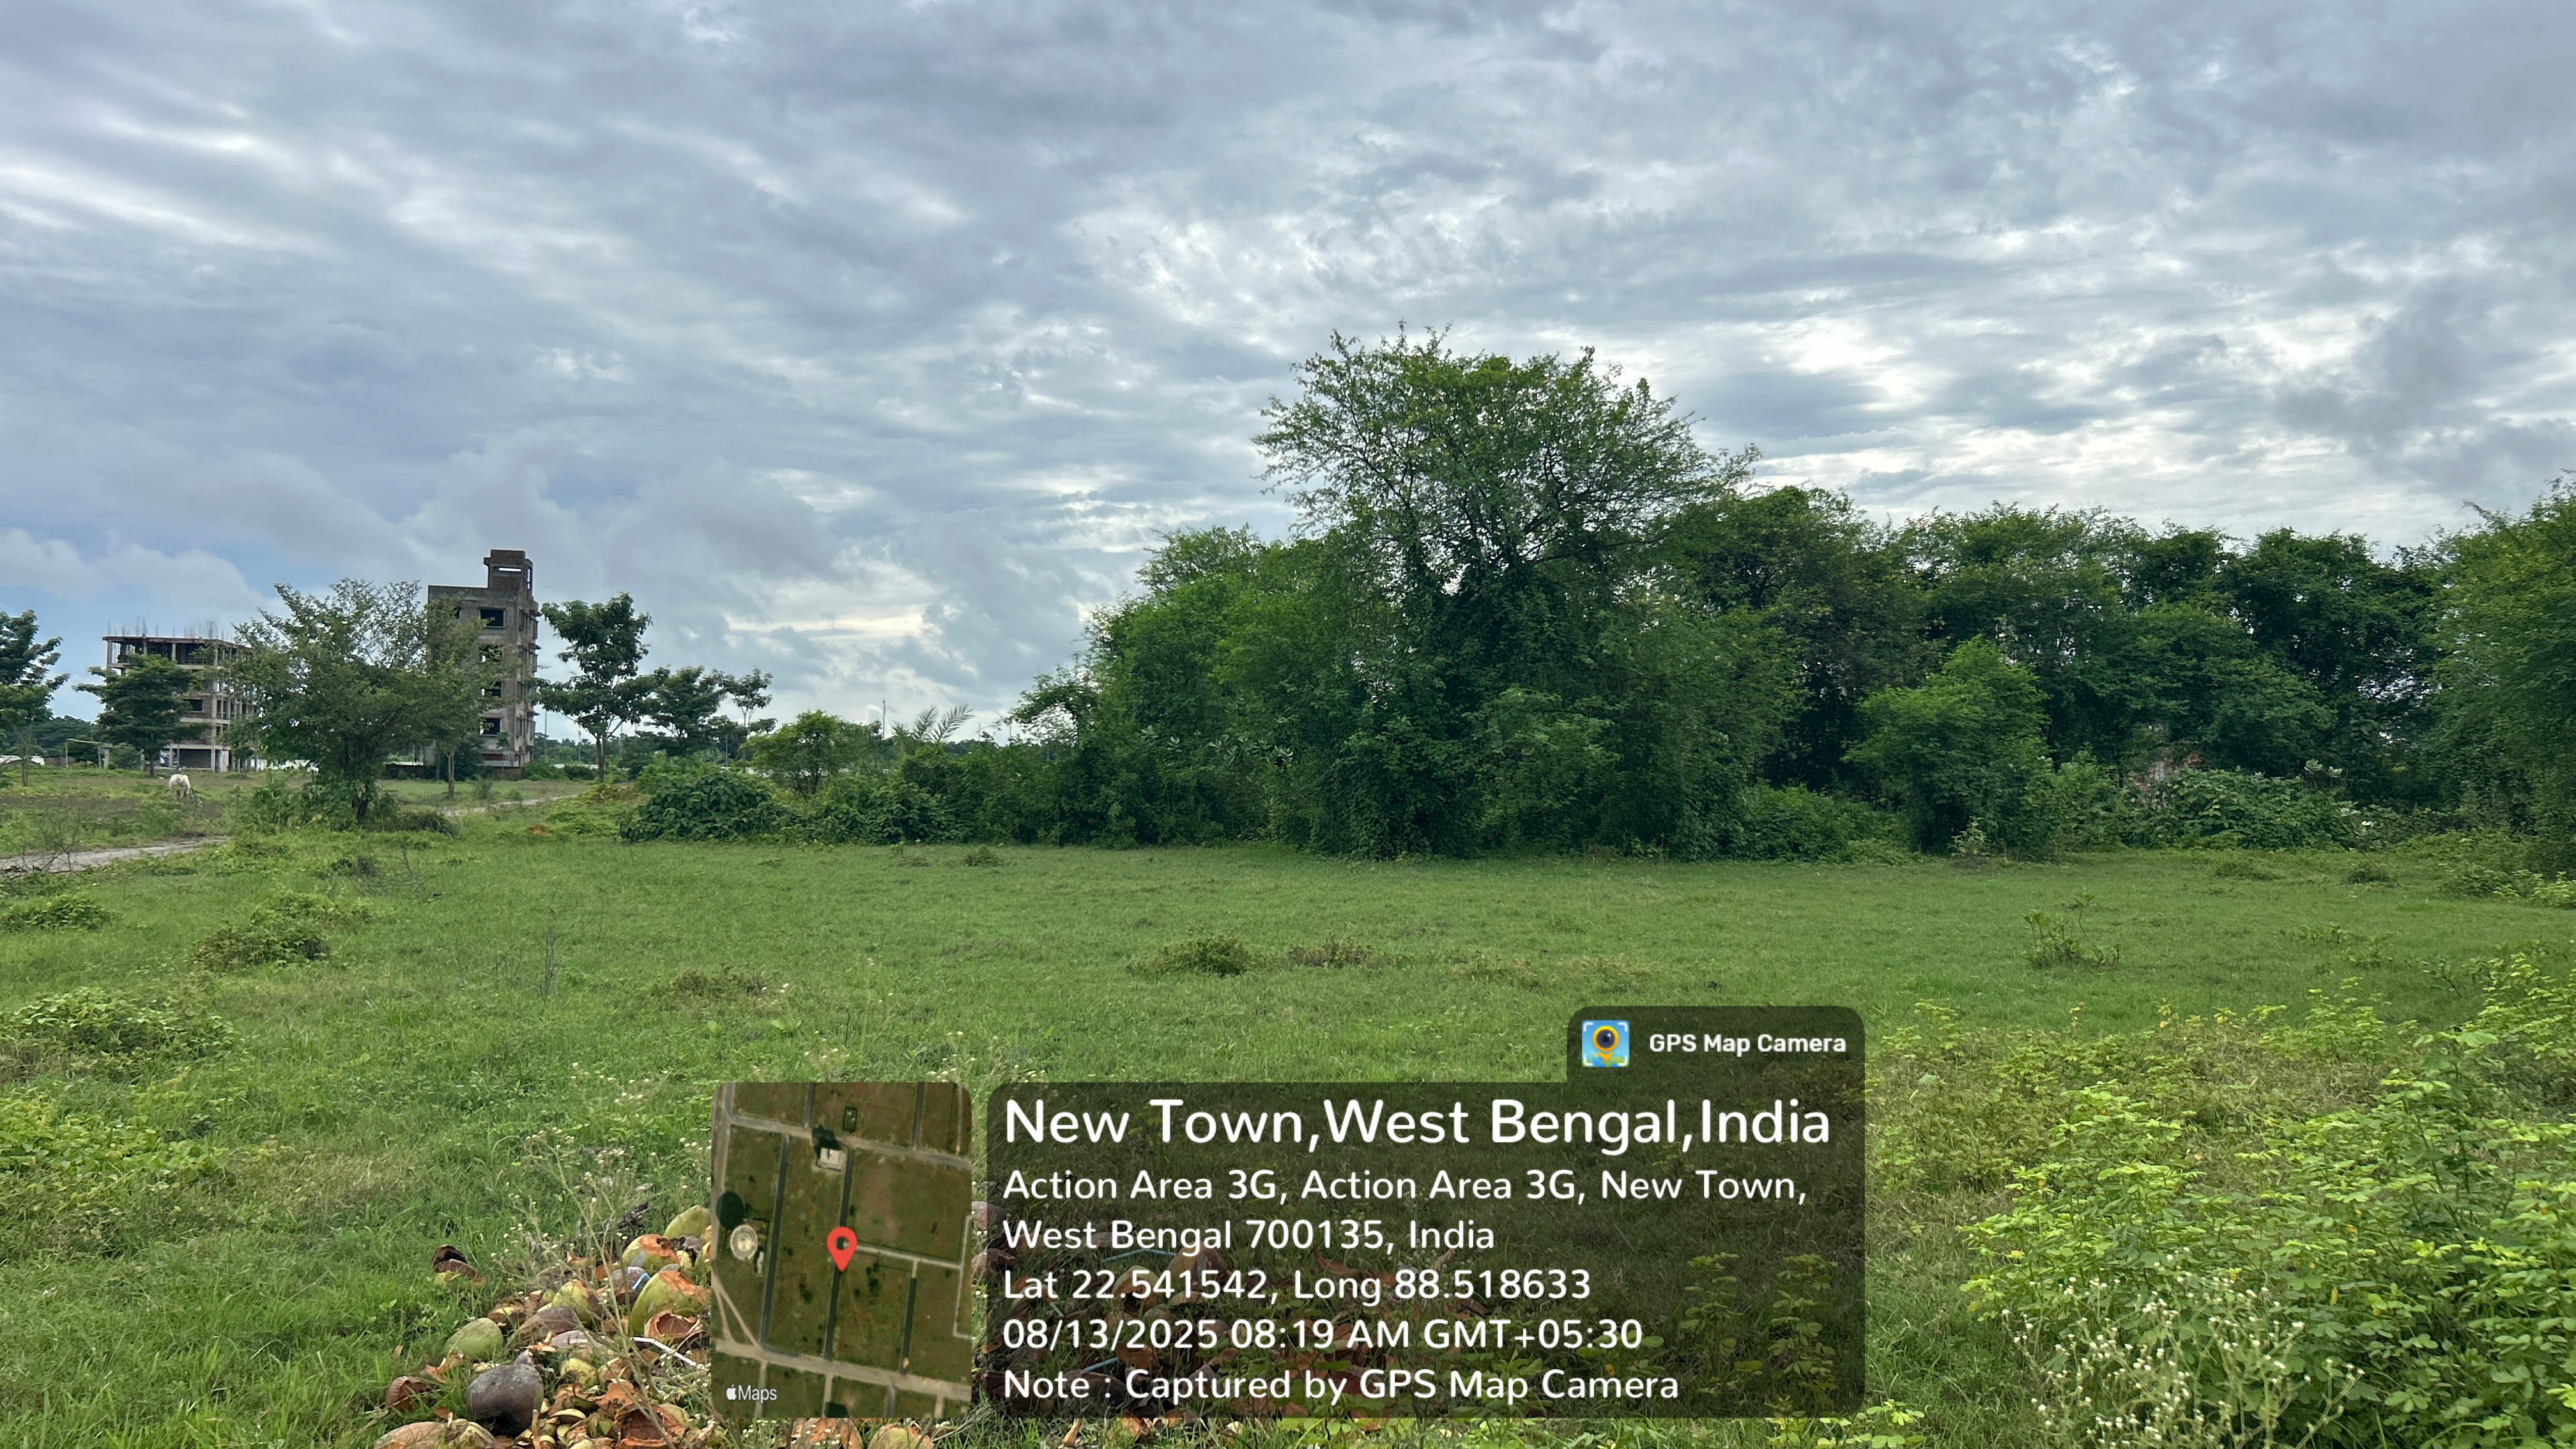 GPS Map Camera
New Town,West Bengal,India
Action Area 3G, Action Area 3G, New Town,
West Bengal 700135, India
Lat 22.541542, Long 88.518633
08/13/2025 08:19 AM GMT+05:30
Note : Captured by GPS Map Camera
Maps